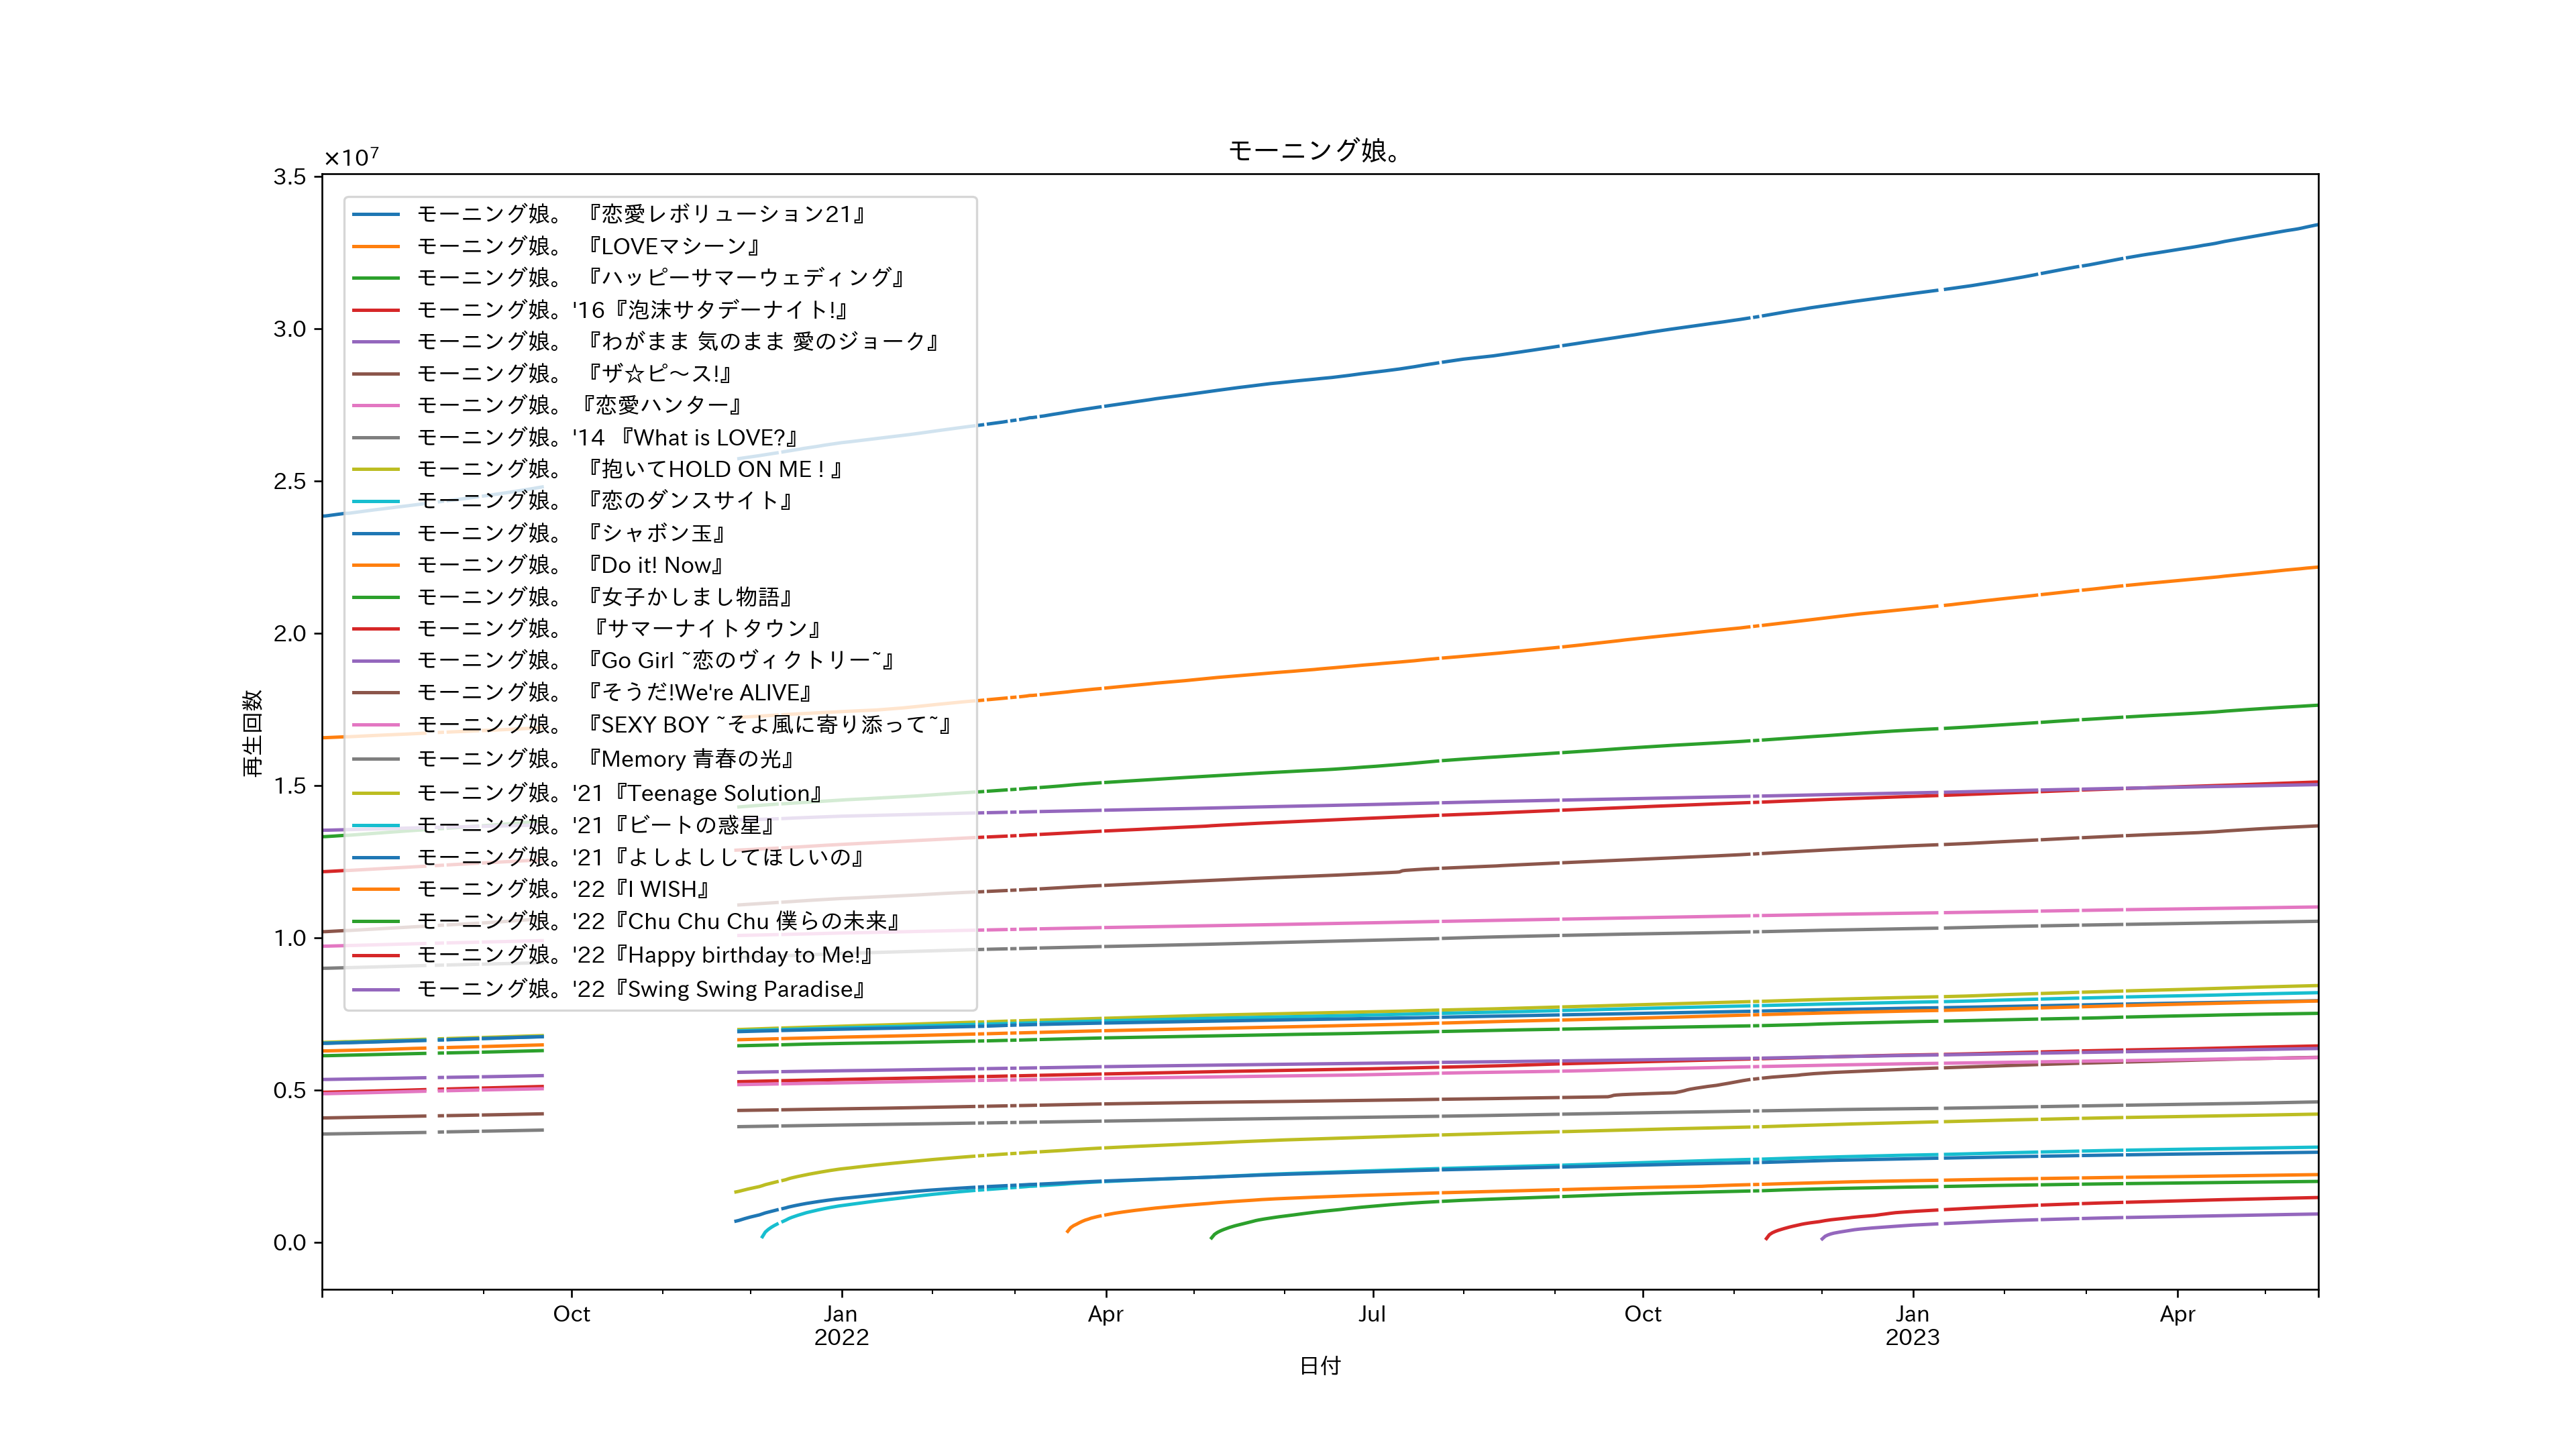 モーニング娘。
×10⁷
3.5
3.0
2.5
2.0
1.5
1.0
0.5
0.0
再生回数
モーニング娘。 『恋愛レボリューション21』
モーニング娘。 『LOVEマシーン』
モーニング娘。 『ハッピーサマーウェディング』
モーニング娘。'16『泡沫サタデーナイト!』
モーニング娘。 『わがまま 気のまま 愛のジョーク』
モーニング娘。 『ザ☆ピ～ス!』
モーニング娘。『恋愛ハンター』
モーニング娘。'14 『What is LOVE?』
モーニング娘。 『抱いてHOLD ON ME ! 』
モーニング娘。 『恋のダンスサイト』
モーニング娘。 『シャボン玉』
モーニング娘。 『Do it! Now』
モーニング娘。 『女子かしまし物語』
モーニング娘。　『サマーナイトタウン』
モーニング娘。 『Go Girl ~恋のヴィクトリー~』
モーニング娘。 『そうだ!We're ALIVE』
モーニング娘。 『SEXY BOY ~そよ風に寄り添って~』
モーニング娘。 『Memory 青春の光』
モーニング娘。'21『Teenage Solution』
モーニング娘。'21『ビートの惑星』
モーニング娘。'21『よしよししてほしいの』
モーニング娘。'22『I WISH』
モーニング娘。'22『Chu Chu Chu 僕らの未来』
モーニング娘。'22『Happy birthday to Me!』
モーニング娘。'22『Swing Swing Paradise』
Oct Jan Apr Jul Oct Jan Apr
2022 2023
日付